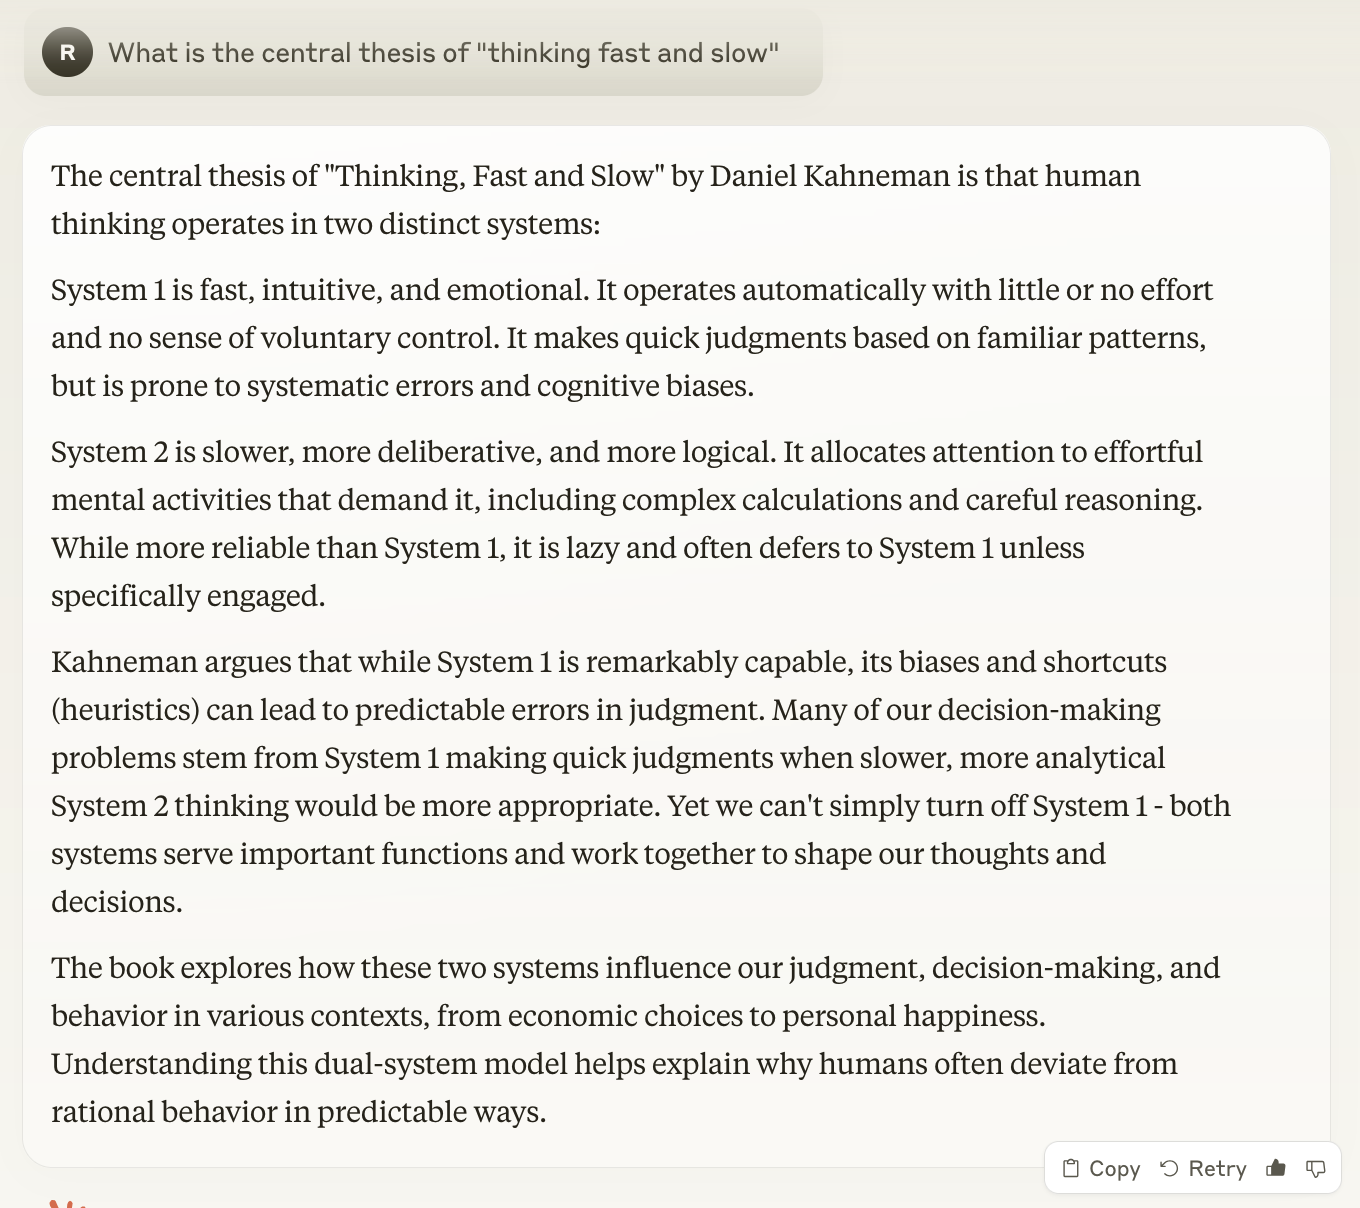 R
What is the central thesis of "thinking fast and slow"
The central thesis of "Thinking, Fast and Slow" by Daniel Kahneman is that human
thinking operates in two distinct systems:
System 1 is fast, intuitive, and emotional. It operates automatically with little or no effort
and no sense of voluntary control. It makes quick judgments based on familiar patterns,
but is prone to systematic errors and cognitive biases.
System 2 is slower, more deliberative, and more logical. It allocates attention to effortful
mental activities that demand it, including complex calculations and careful reasoning.
While more reliable than System 1, it is lazy and often defers to System 1 unless
specifically engaged.
Kahneman argues that while System 1 is remarkably capable, its biases and shortcuts
(heuristics) can lead to predictable errors in judgment. Many of our decision-making
problems stem from System 1 making quick judgments when slower, more analytical
System 2 thinking would be more appropriate. Yet we can't simply turn off System 1 - both
systems serve important functions and work together to shape our thoughts and
decisions.
The book explores how these two systems influence our judgment, decision-making, and
behavior in various contexts, from economic choices to personal happiness.
Understanding this dual-system model helps explain why humans often deviate from
rational behavior in predictable ways.
Copy
Retry